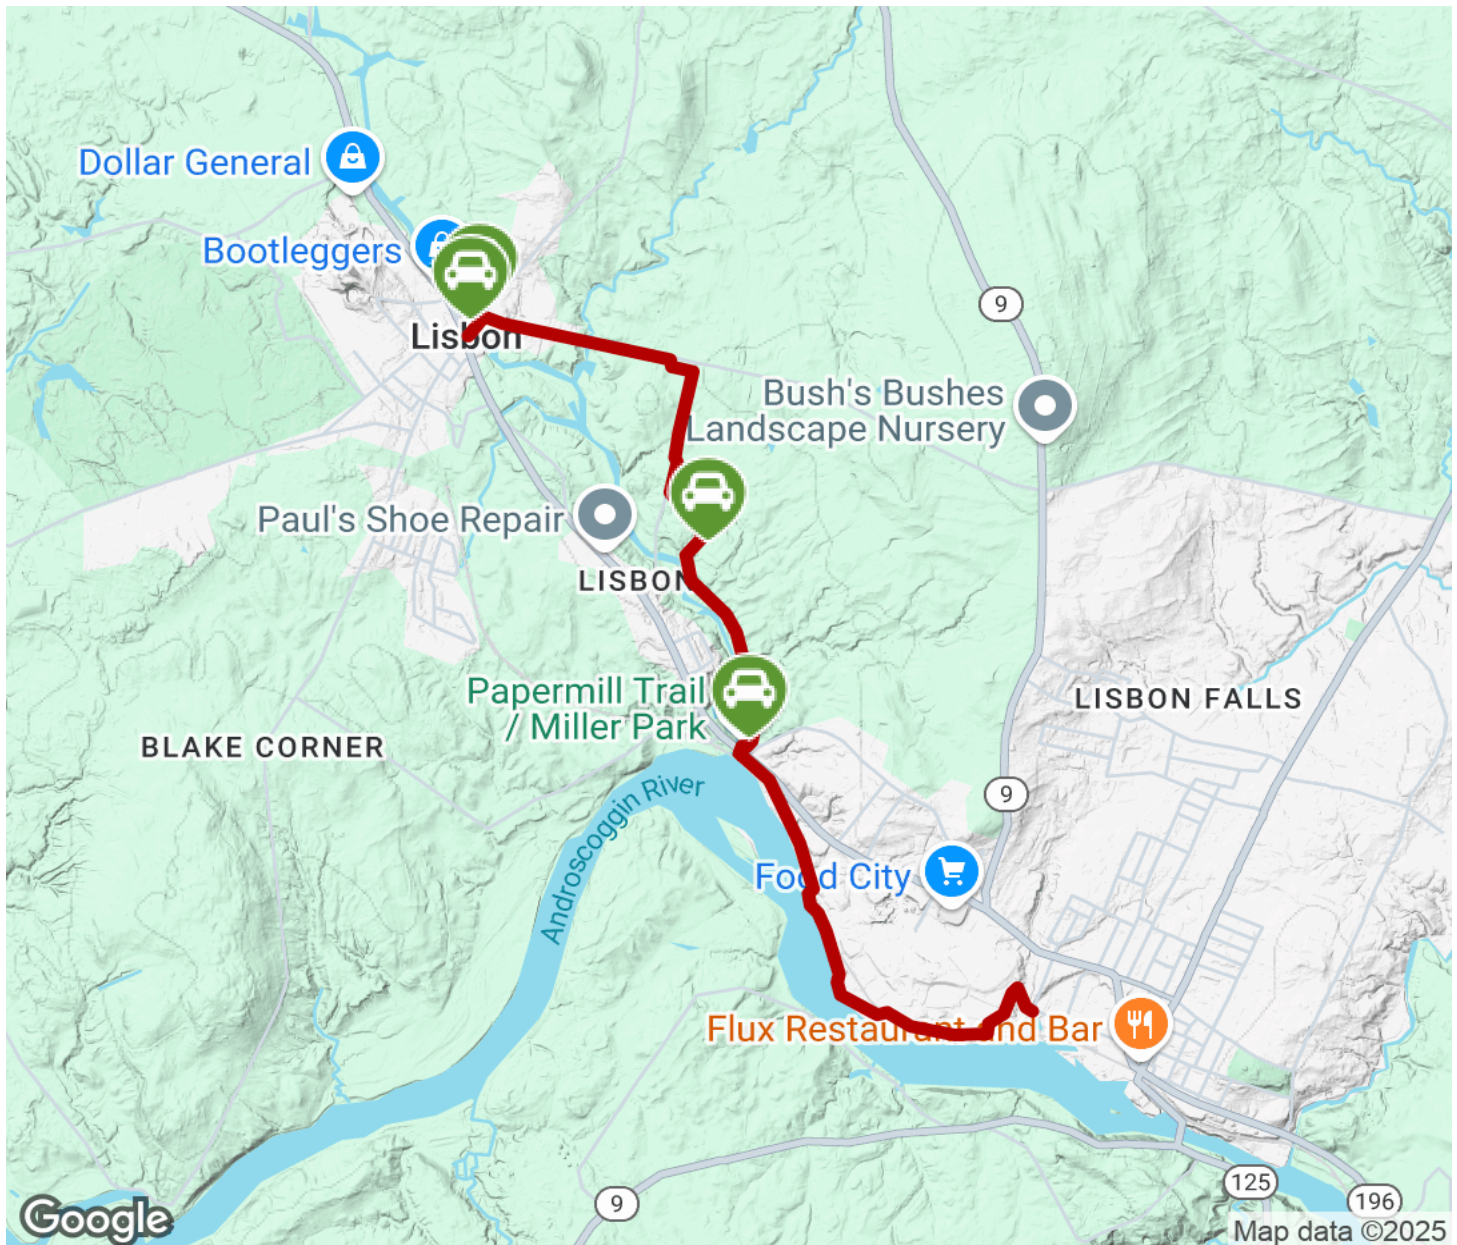 Dollar General
Bootleggers
Lisbon
9
Bush's Bushes
Landscape Nursery
Paul's Shoe Repair
LISBON
Papermill Trail
/ Miller Park
LISBON FALLS
BLAKE CORNER
Androscoggin River
9
Food City
Flux Restaurant and Bar
125
196
9
Google
Map data ©2025